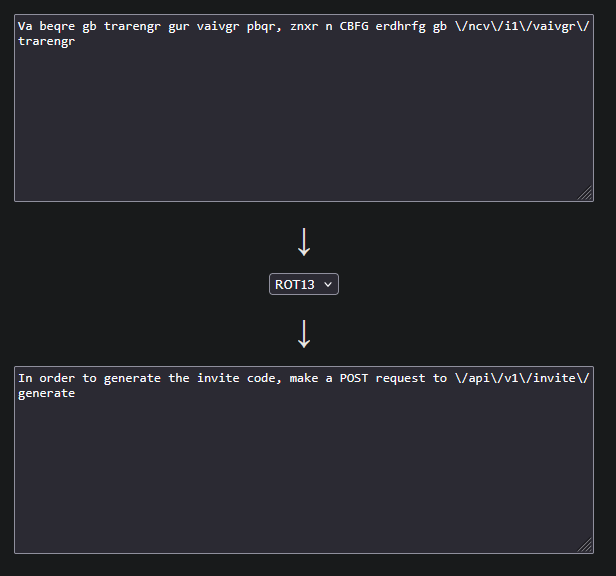 Va beqre gb trarengr gur vaivgr pbqr, znxr n CBFG erdhrfg gb \/ncv\/i1\/vaivgr\/
trarengr
↓
ROT13
↓
In order to generate the invite code, make a POST request to \/api\/v1\/invite\/
generate